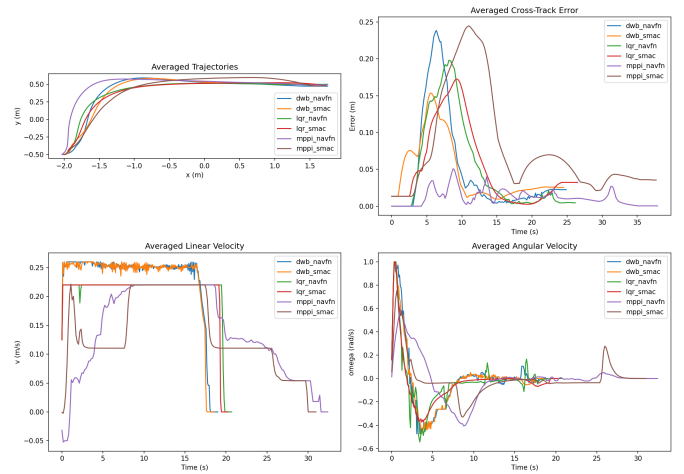 Averaged Trajectories
y (m)
0.50
0.25
0.00
−0.25
−0.50
−2.0 −1.5 −1.0 −0.5 0.0 0.5 1.0 1.5
x (m)
dwb_navfn
dwb_smac
lqr_navfn
lqr_smac
mppi_navfn
mppi_smac
Averaged Cross-Track Error
Error (m)
0.25
0.20
0.15
0.10
0.05
0.00
0 5 10 15 20 25 30 35
Time (s)
dwb_navfn
dwb_smac
lqr_navfn
lqr_smac
mppi_navfn
mppi_smac
Averaged Linear Velocity
v (m/s)
0.25
0.20
0.15
0.10
0.05
0.00
−0.05
0 5 10 15 20 25 30
Time (s)
dwb_navfn
dwb_smac
lqr_navfn
lqr_smac
mppi_navfn
mppi_smac
Averaged Angular Velocity
omega (rad/s)
1.0
0.8
0.6
0.4
0.2
0.0
−0.2
−0.4
−0.6
0 5 10 15 20 25 30
Time (s)
dwb_navfn
dwb_smac
lqr_navfn
lqr_smac
mppi_navfn
mppi_smac